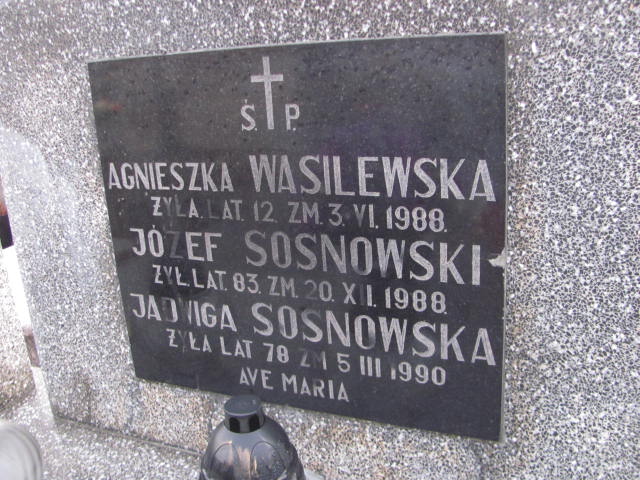 Ś. P.
AGNIESZKA WASILEWSKA
ŻYŁA. LAT. 12. ZM. 3. VI. 1988.
JÓZEF SOSNOWSKI
ŻYŁ. LAT. 83. ZM. 20. XII. 1988.
JADWIGA SOSNOWSKA
ŻYŁA LAT 78 ZM 5 III 1990
AVE MARIA